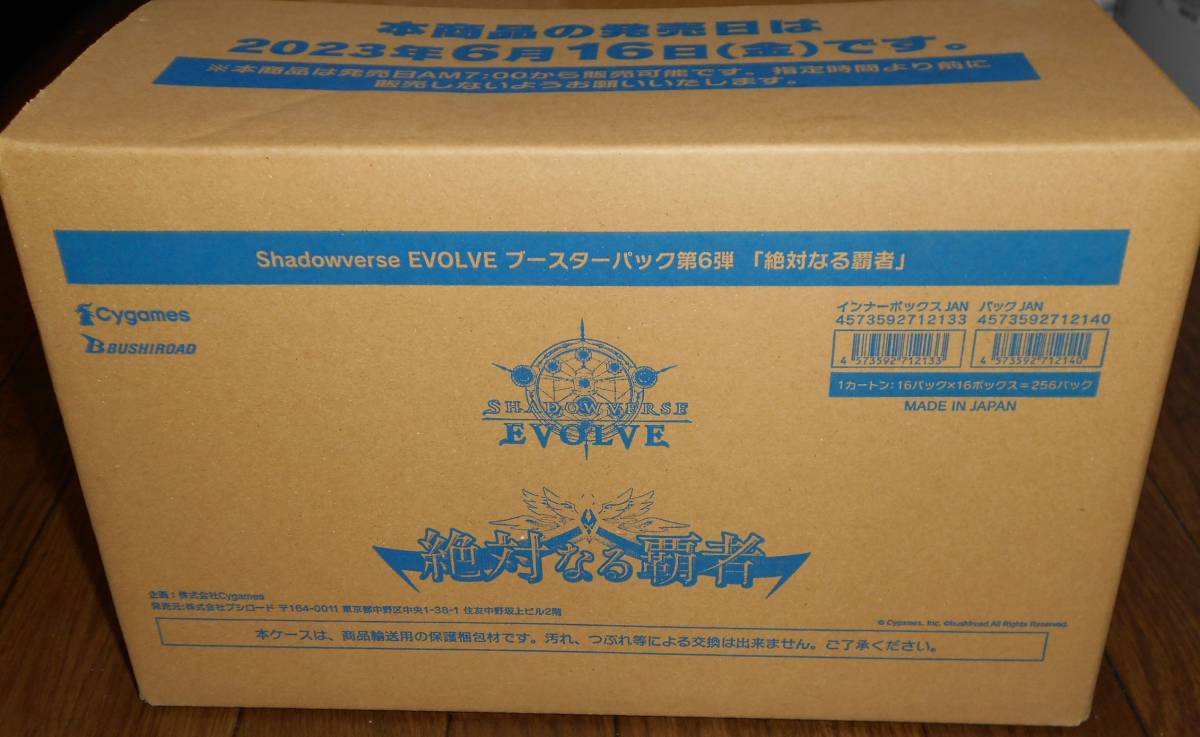 本商品の発売日は
2023年6月16日(金)です。
※本商品は発売日AM7:00から販売可能です。指定時間より前に
販売しないようお願いいたします。
Shadowverse EVOLVE ブースターパック第6弾 「絶対なる覇者」
Cygames
BUSHIROAD
インナーボックス JAN パック JAN
4573592712133 4573592712140
4 573592 712133 4 573592 712140
1カートン:16パック×16ボックス=256パック
MADE IN JAPAN
SHADOWVERSE
EVOLVE
絶対なる覇者
企画:株式会社Cygames
発売元:株式会社ブシロード 〒164-0011 東京都中野区中央1-38-1 住友中野坂上ビル2階
© Cygames, Inc. ©bushiroad All Rights Reserved.
本ケースは、商品輸送用の保護梱包材です。汚れ、つぶれ等による交換は出来ません。ご了承ください。